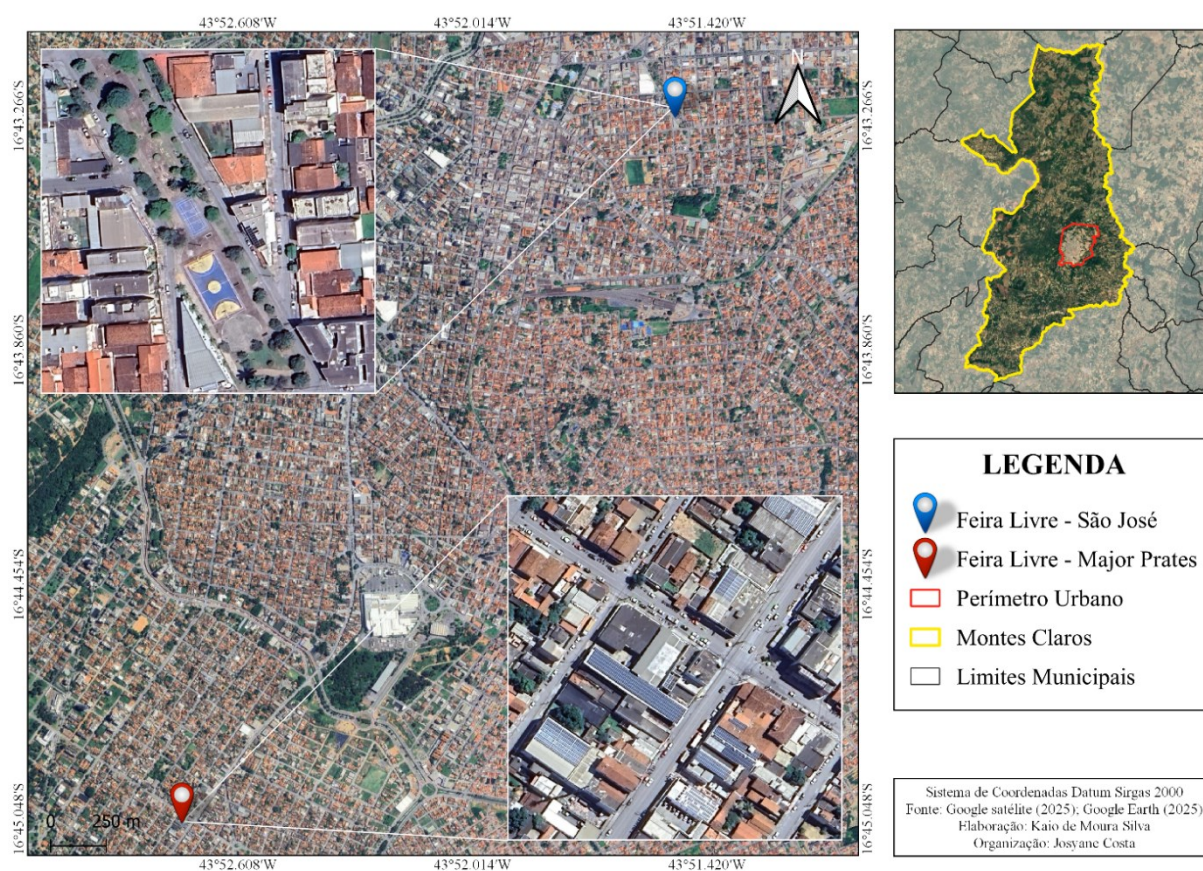 43°52.608'W 43°52.014'W 43°51.420'W
N
16°43.266'S 16°43.266'S
16°43.860'S 16°43.860'S
16°44.454'S 16°44.454'S
16°45.048'S 16°45.048'S
0 250 m
43°52.608'W 43°52.014'W 43°51.420'W
LEGENDA
Feira Livre - São José
Feira Livre - Major Prates
Perímetro Urbano
Montes Claros
Limites Municipais
Sistema de Coordenadas Datum Sirgas 2000
Fonte: Google satélite (2025); Google Earth (2025)
Elaboração: Kaio de Moura Silva
Organização: Josyane Costa